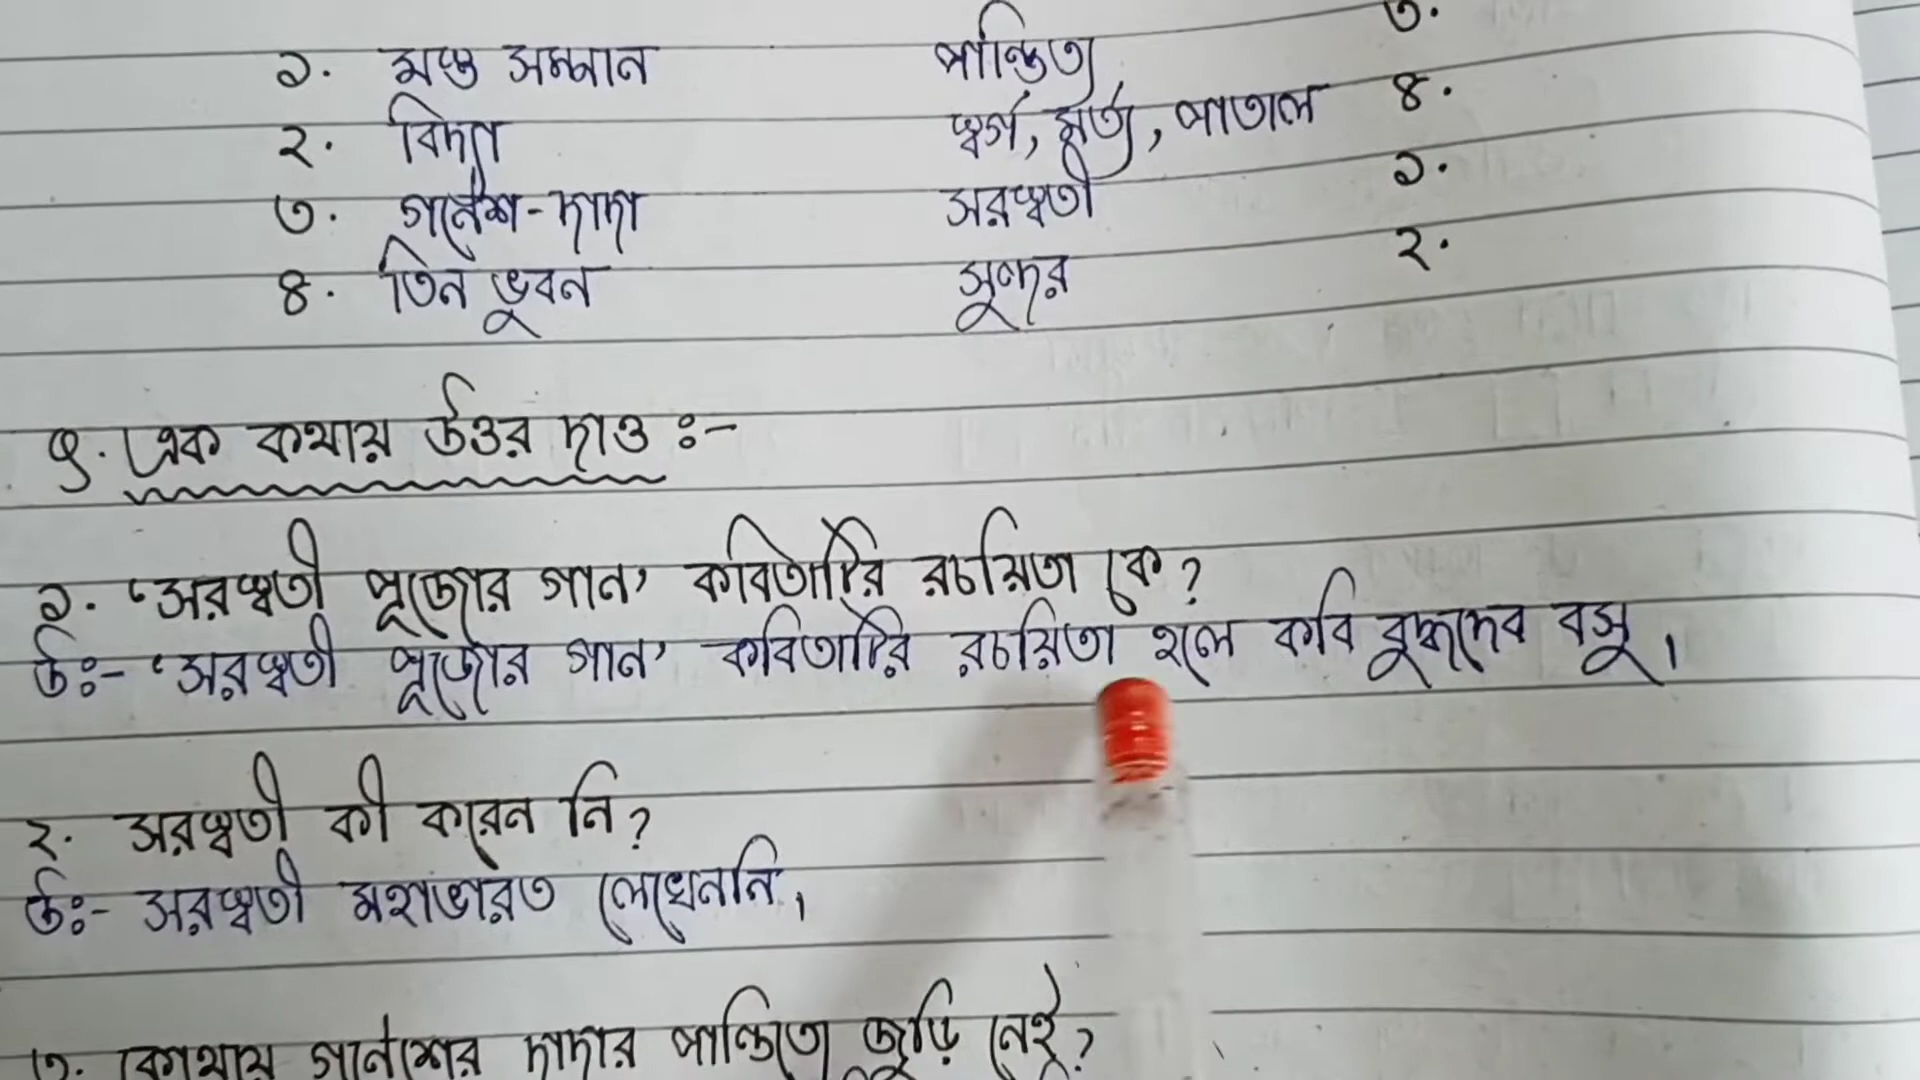 ১. মস্ত সম্মান পান্ডিত্য ৩.
২. বিদ্যা স্বর্গ, মর্ত্য, পাতাল ৪.
৩. গনেশ-দাদা সরস্বতী ১.
৪. তিন ভুবন সুন্দর ২.
৫. এক কথায় উত্তর দাও :-
১. 'সরস্বতী পূজোর গান' কবিতাটির রচয়িতা কে?
উঃ- 'সরস্বতী পূজোর গান' কবিতাটির রচয়িতা হলে কবি বুদ্ধদেব বসু।
২. সরস্বতী কী করেন নি?
উঃ- সরস্বতী মহাভারত লেখেননি।
৩. কোথায় গনেশের দাদার পান্ডিত্যে জুড়ি নেই?